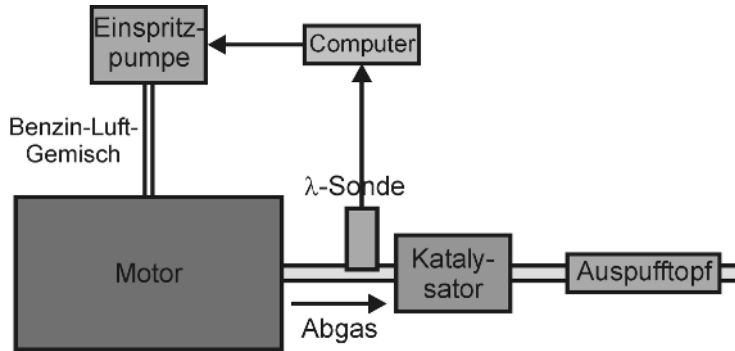 Einspritz-
pumpe
Computer
Benzin-Luft-
Gemisch
λ-Sonde
Motor
Kataly-
sator
Auspufftopf
Abgas